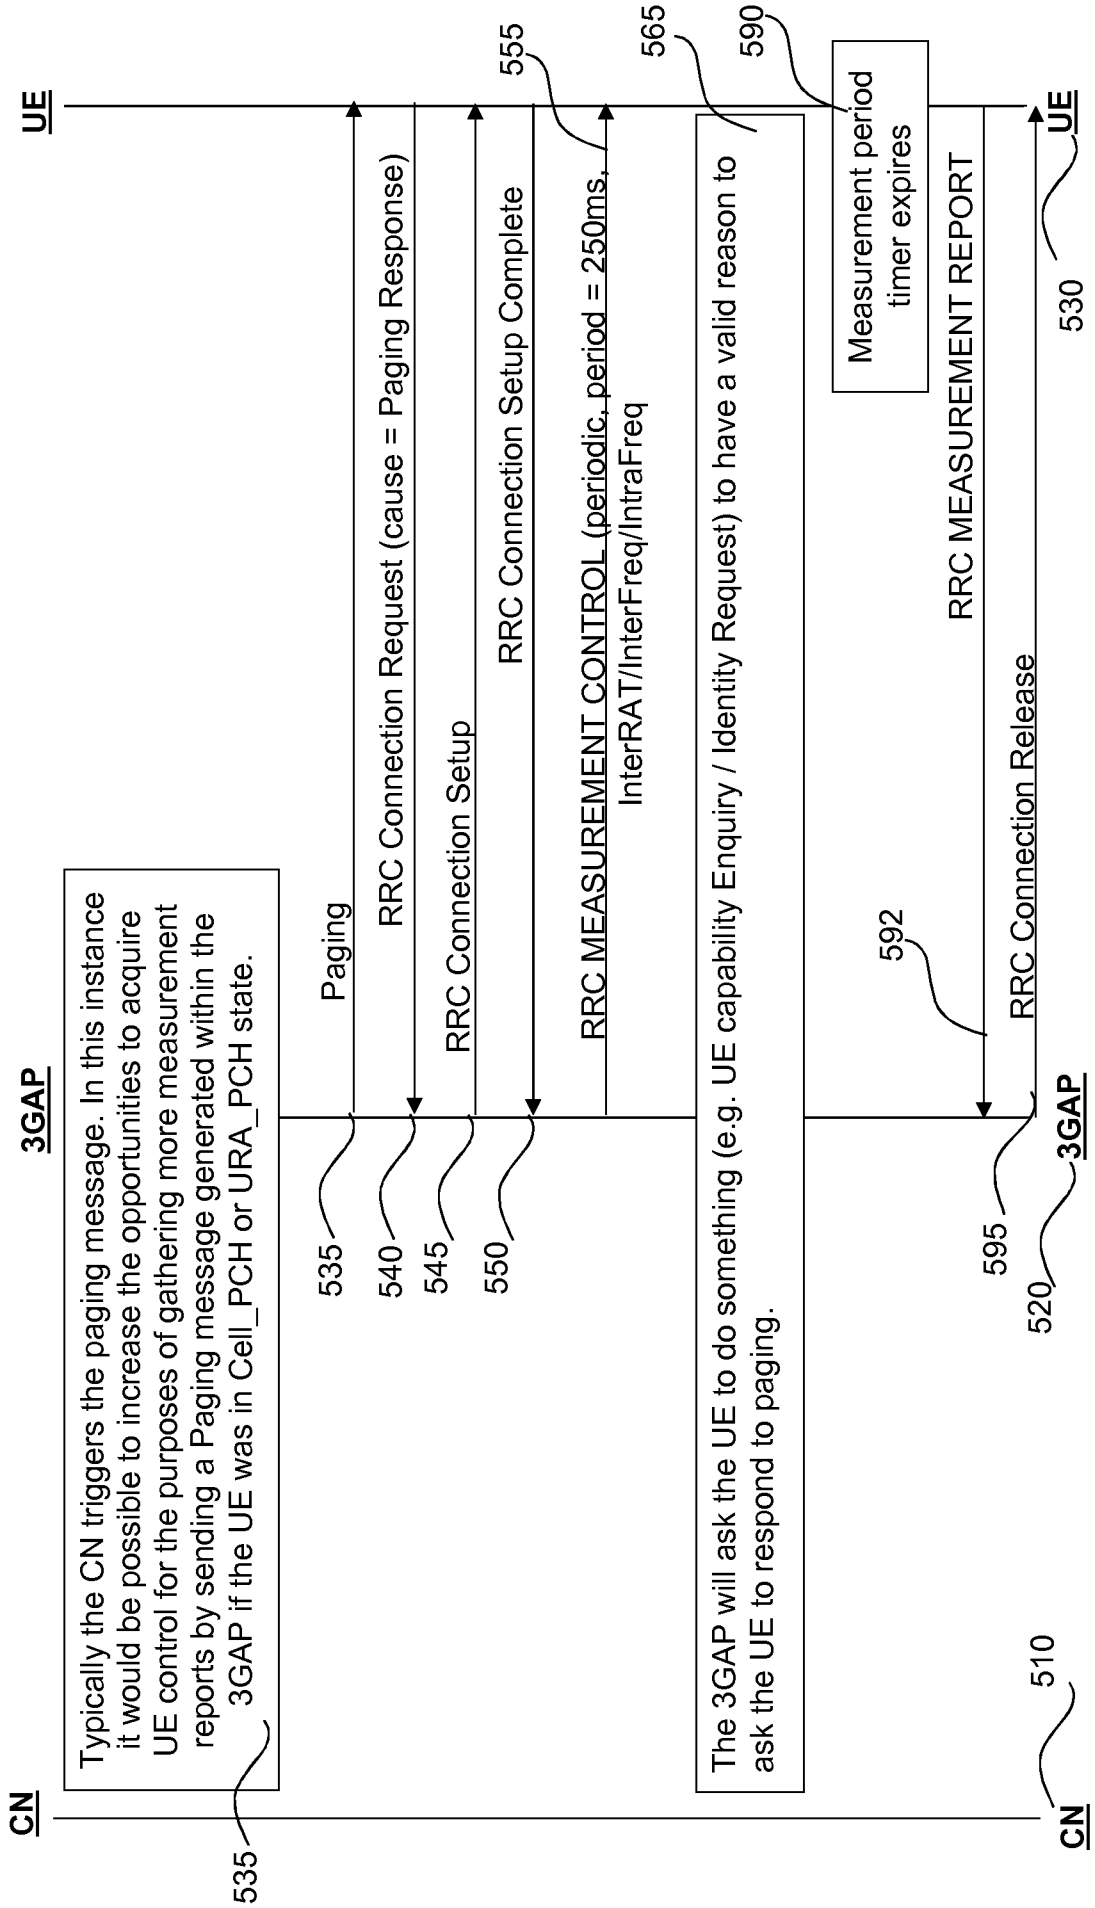 CN
3GAP
UE
Typically the CN triggers the paging message. In this instance
it would be possible to increase the opportunities to acquire
UE control for the purposes of gathering more measurement
reports by sending a Paging message generated within the
3GAP if the UE was in Cell_PCH or URA_PCH state.
535
Paging
535
RRC Connection Request (cause = Paging Response)
540
RRC Connection Setup
545
RRC Connection Setup Complete
550
555
RRC MEASUREMENT CONTROL (periodic, period = 250ms,
InterRAT/InterFreq/IntraFreq
565
The 3GAP will ask the UE to do something (e.g. UE capability Enquiry / Identity Request) to have a valid reason to
ask the UE to respond to paging.
590
Measurement period
timer expires
RRC MEASUREMENT REPORT
592
RRC Connection Release
595
CN
510
3GAP
520
UE
530